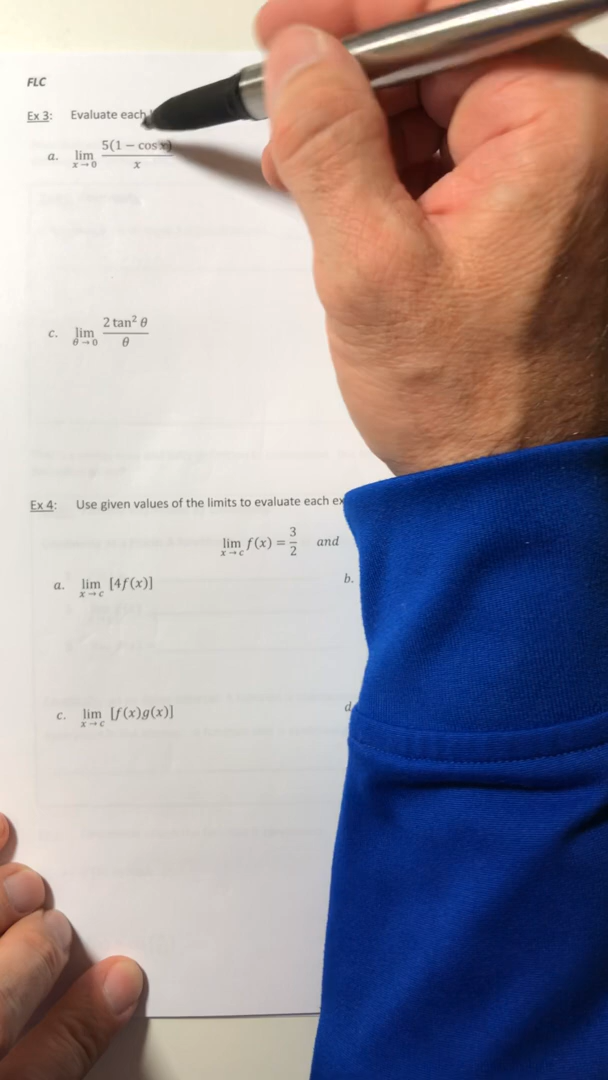 FLC
Ex 3: Evaluate each
a. lim x→0 5(1 − cos x)/x
c. lim θ→0 2 tan² θ/θ
Ex 4: Use given values of the limits to evaluate each
lim x→c f(x) = 3/2 and
a. lim x→c [4f(x)]
b.
c. lim x→c [f(x)g(x)]
d